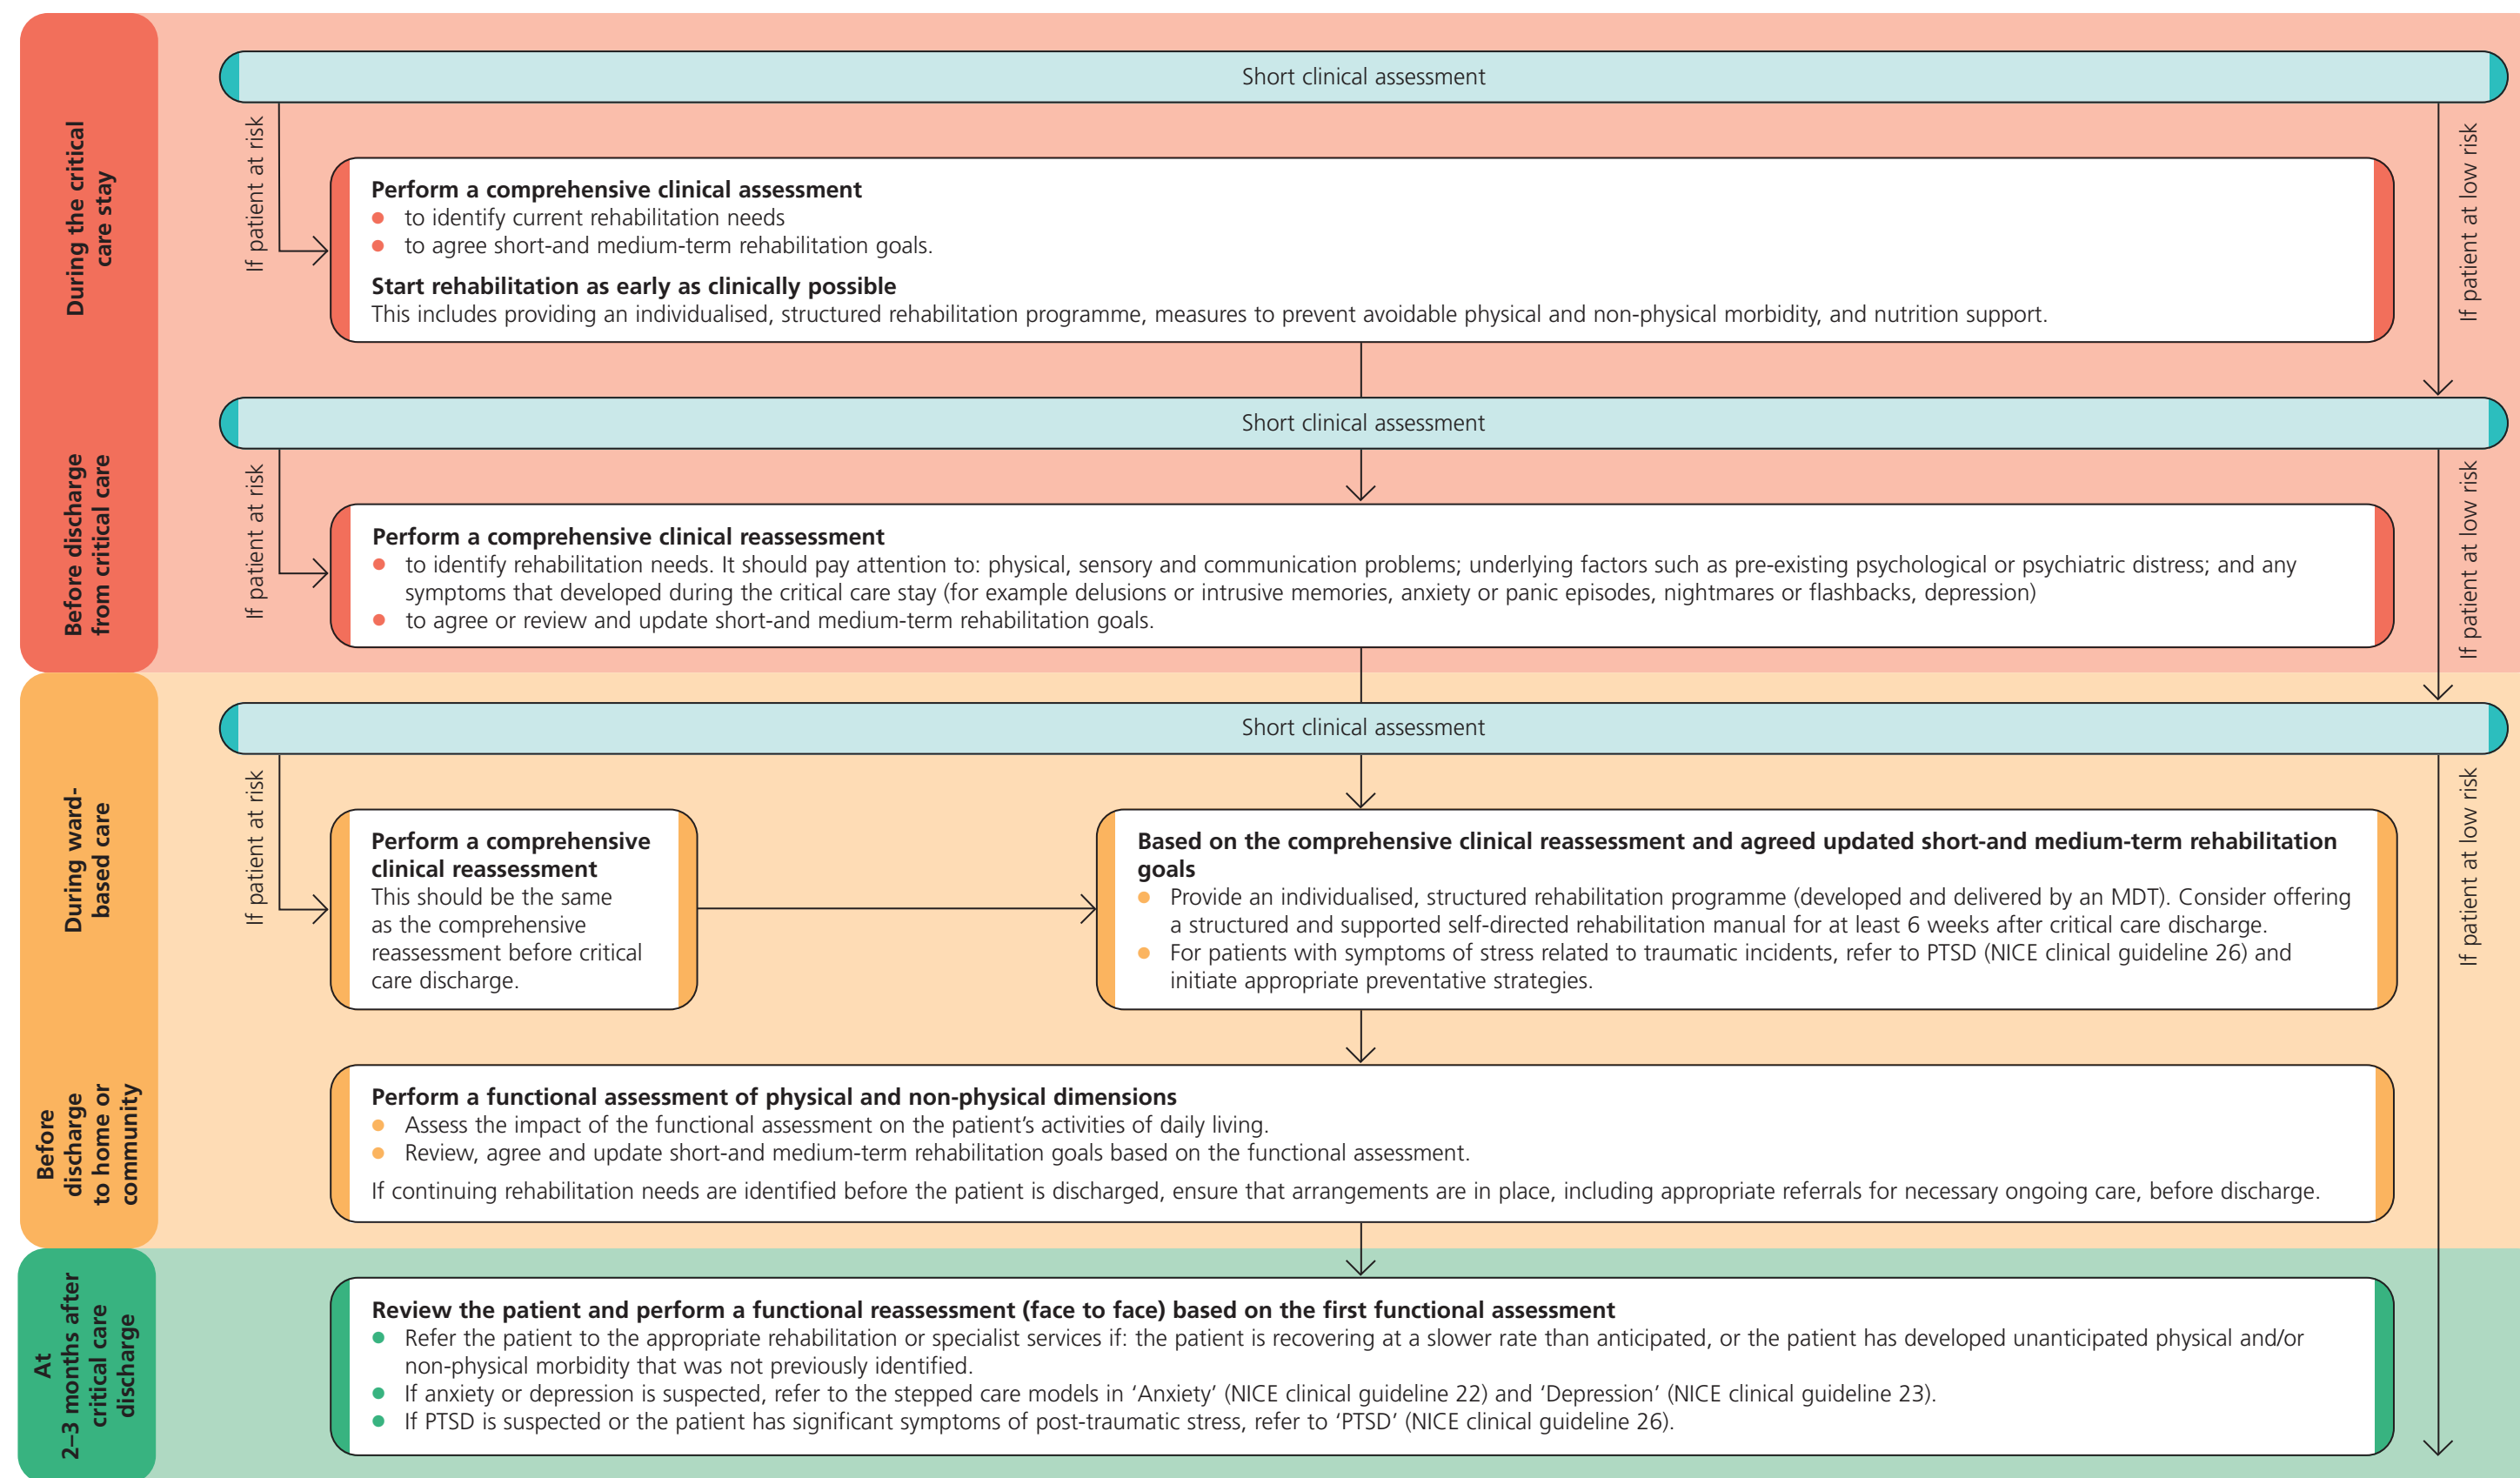 During the critical
care stay
Short clinical assessment
If patient at risk
If patient at low risk
Perform a comprehensive clinical assessment
to identify current rehabilitation needs
to agree short-and medium-term rehabilitation goals.
Start rehabilitation as early as clinically possible
This includes providing an individualised, structured rehabilitation programme, measures to prevent avoidable physical and non-physical morbidity, and nutrition support.
Before discharge
from critical care
Short clinical assessment
If patient at risk
If patient at low risk
Perform a comprehensive clinical reassessment
to identify rehabilitation needs. It should pay attention to: physical, sensory and communication problems; underlying factors such as pre-existing psychological or psychiatric distress; and any
symptoms that developed during the critical care stay (for example delusions or intrusive memories, anxiety or panic episodes, nightmares or flashbacks, depression)
to agree or review and update short-and medium-term rehabilitation goals.
During ward-
based care
Short clinical assessment
If patient at risk
If patient at low risk
Perform a comprehensive
clinical reassessment
This should be the same
as the comprehensive
reassessment before critical
care discharge.
Based on the comprehensive clinical reassessment and agreed updated short-and medium-term rehabilitation
goals
Provide an individualised, structured rehabilitation programme (developed and delivered by an MDT). Consider offering
a structured and supported self-directed rehabilitation manual for at least 6 weeks after critical care discharge.
For patients with symptoms of stress related to traumatic incidents, refer to PTSD (NICE clinical guideline 26) and
initiate appropriate preventative strategies.
Before
discharge
to home or
community
Perform a functional assessment of physical and non-physical dimensions
Assess the impact of the functional assessment on the patient’s activities of daily living.
Review, agree and update short-and medium-term rehabilitation goals based on the functional assessment.
If continuing rehabilitation needs are identified before the patient is discharged, ensure that arrangements are in place, including appropriate referrals for necessary ongoing care, before discharge.
At
2–3 months after
critical care
discharge
Review the patient and perform a functional reassessment (face to face) based on the first functional assessment
Refer the patient to the appropriate rehabilitation or specialist services if: the patient is recovering at a slower rate than anticipated, or the patient has developed unanticipated physical and/or
non-physical morbidity that was not previously identified.
If anxiety or depression is suspected, refer to the stepped care models in ‘Anxiety’ (NICE clinical guideline 22) and ‘Depression’ (NICE clinical guideline 23).
If PTSD is suspected or the patient has significant symptoms of post-traumatic stress, refer to ‘PTSD’ (NICE clinical guideline 26).